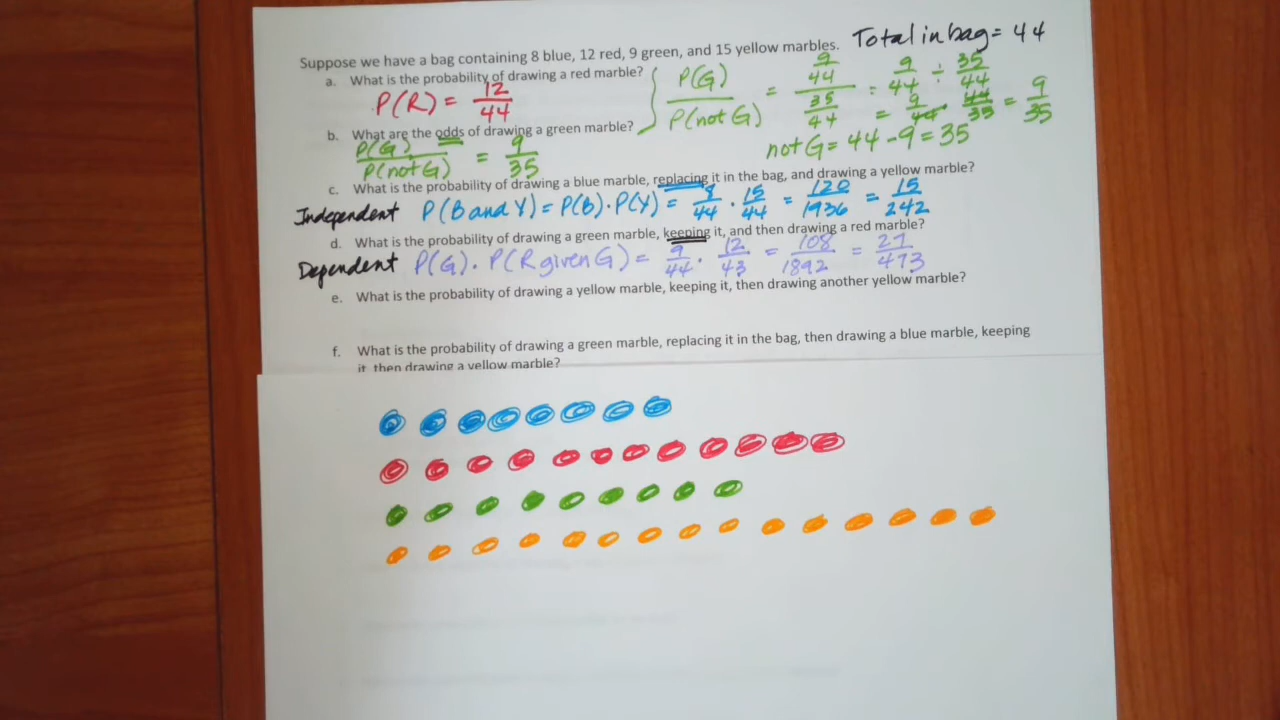 Suppose we have a bag containing 8 blue, 12 red, 9 green, and 15 yellow marbles. Total in bag = 44
a. What is the probability of drawing a red marble?
P(R) = 12/44
P(G)/P(not G) = (9/44)/(35/44) = 9/44 ÷ 35/44
= 9/44 · 44/35 = 9/35
b. What are the odds of drawing a green marble?
not G = 44 - 9 = 35
P(G)/P(not G) = 9/35
c. What is the probability of drawing a blue marble, replacing it in the bag, and drawing a yellow marble?
Independent P(B and Y) = P(B) · P(Y) = 8/44 · 15/44 = 120/1936 = 15/242
d. What is the probability of drawing a green marble, keeping it, and then drawing a red marble?
Dependent P(G) · P(R given G) = 9/44 · 12/43 = 108/1892 = 27/473
e. What is the probability of drawing a yellow marble, keeping it, then drawing another yellow marble?
f. What is the probability of drawing a green marble, replacing it in the bag, then drawing a blue marble, keeping
it, then drawing a yellow marble?